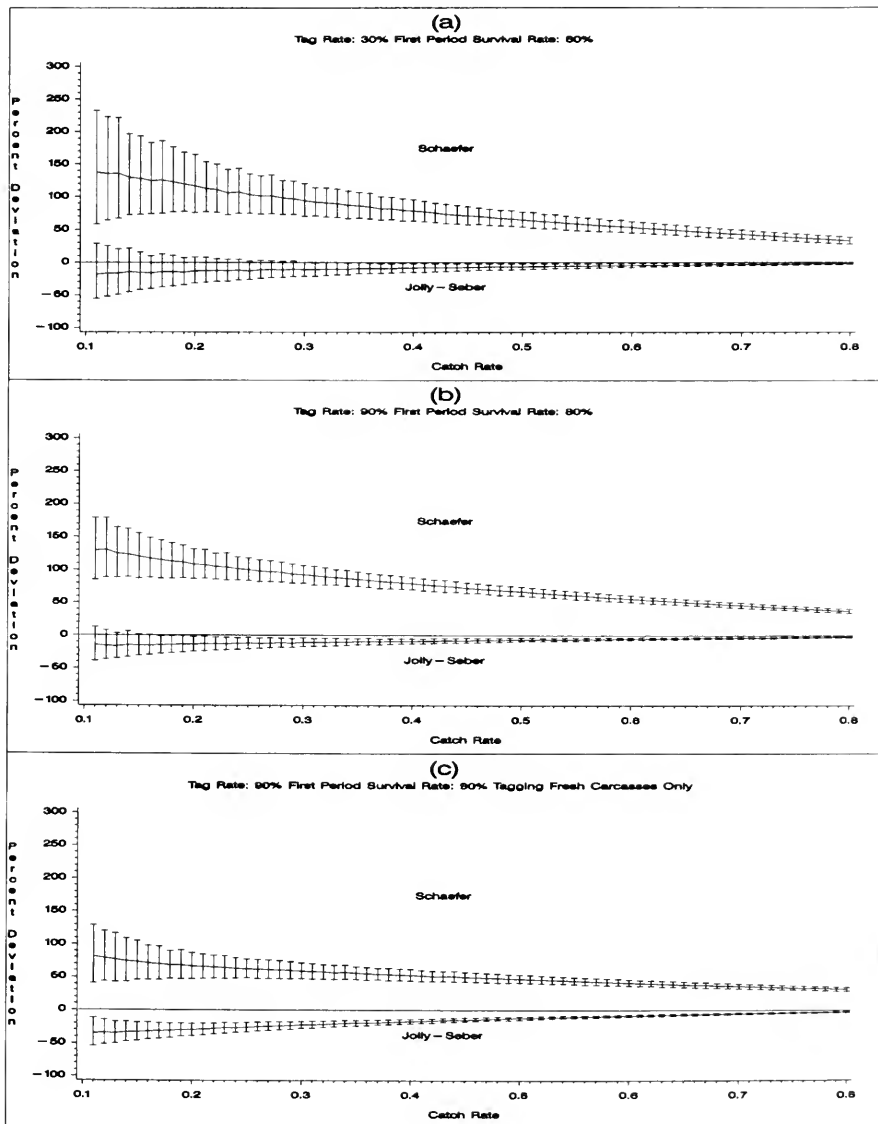 (a)
Tag Rate: 30% First Period Survival Rate: 80%
Percent Deviation
300
250
200
150
100
50
0
−50
−100
Schaefer
Jolly−Seber
0.1 0.2 0.3 0.4 0.5 0.6 0.7 0.8
Catch Rate
(b)
Tag Rate: 90% First Period Survival Rate: 80%
Percent Deviation
300
250
200
150
100
50
0
−50
−100
Schaefer
Jolly−Seber
0.1 0.2 0.3 0.4 0.5 0.6 0.7 0.8
Catch Rate
(c)
Tag Rate: 90% First Period Survival Rate: 80% Tagging Fresh Carcasses Only
Percent Deviation
300
250
200
150
100
50
0
−50
−100
Schaefer
Jolly−Seber
0.1 0.2 0.3 0.4 0.5 0.6 0.7 0.8
Catch Rate